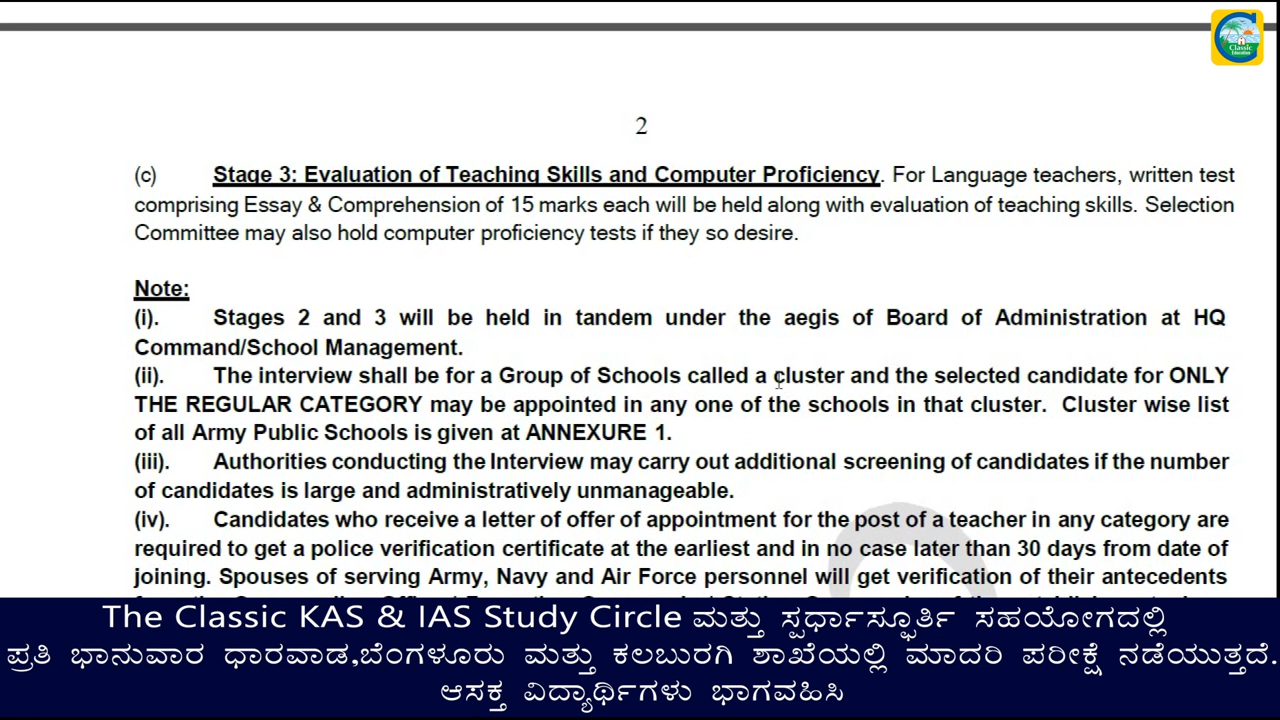 Classic
Education
2
(c) Stage 3: Evaluation of Teaching Skills and Computer Proficiency. For Language teachers, written test
comprising Essay & Comprehension of 15 marks each will be held along with evaluation of teaching skills. Selection
Committee may also hold computer proficiency tests if they so desire.
Note:
(i). Stages 2 and 3 will be held in tandem under the aegis of Board of Administration at HQ
Command/School Management.
(ii). The interview shall be for a Group of Schools called a cluster and the selected candidate for ONLY
THE REGULAR CATEGORY may be appointed in any one of the schools in that cluster. Cluster wise list
of all Army Public Schools is given at ANNEXURE 1.
(iii). Authorities conducting the Interview may carry out additional screening of candidates if the number
of candidates is large and administratively unmanageable.
(iv). Candidates who receive a letter of offer of appointment for the post of a teacher in any category are
required to get a police verification certificate at the earliest and in no case later than 30 days from date of
joining. Spouses of serving Army, Navy and Air Force personnel will get verification of their antecedents
The Classic KAS & IAS Study Circle ಮತ್ತು ಸ್ಪರ್ಧಾಸ್ಫೂರ್ತಿ ಸಹಯೋಗದಲ್ಲಿ
ಪ್ರತಿ ಭಾನುವಾರ ಧಾರವಾಡ,ಬೆಂಗಳೂರು ಮತ್ತು ಕಲಬುರಗಿ ಶಾಖೆಯಲ್ಲಿ ಮಾದರಿ ಪರೀಕ್ಷೆ ನಡೆಯುತ್ತದೆ.
ಆಸಕ್ತ ವಿದ್ಯಾರ್ಥಿಗಳು ಭಾಗವಹಿಸಿ